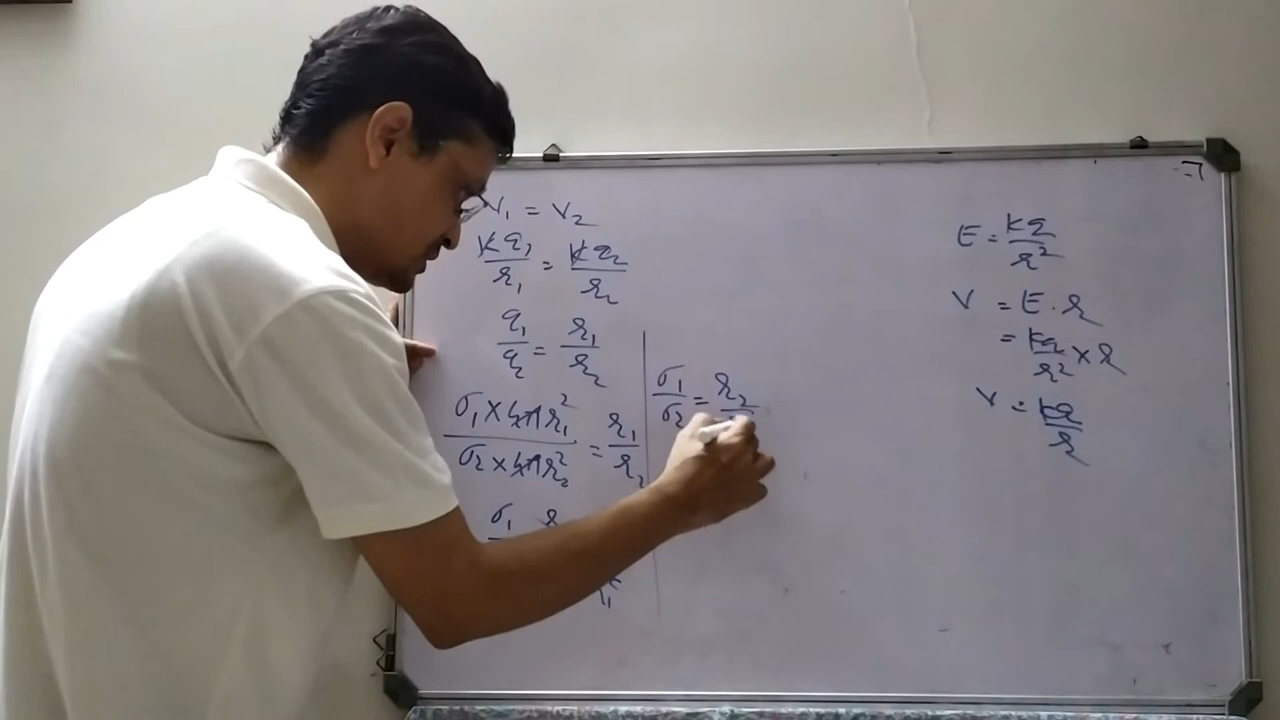 V₁ = V₂
kq₁/r₁ = kq₂/r₂
q₁/q₂ = r₁/r₂
σ₁ × 4πr₁²/σ₂ × 4πr₂² = r₁/r₂
σ₁
σ₁/σ₂ = r₂
E = kq/r²
V = E · r
= kq/r² × r
V = kq/r